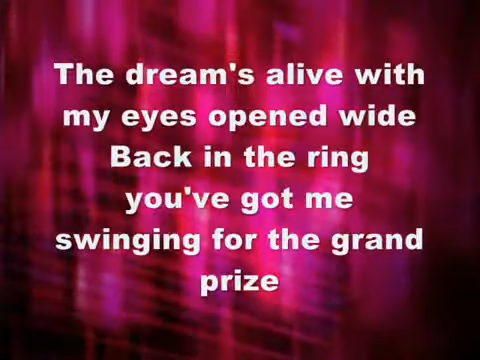 The dream's alive with
my eyes opened wide
Back in the ring
you've got me
swinging for the grand
prize